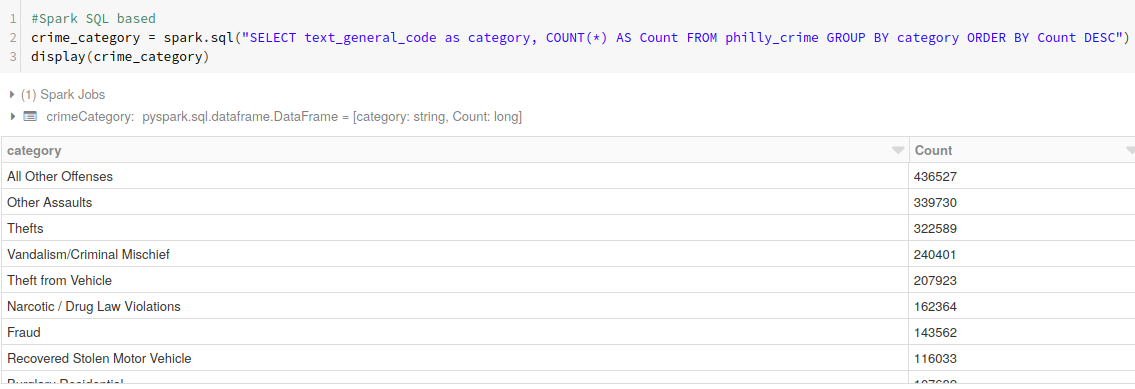 1 #Spark SQL based
2 crime_category = spark.sql("SELECT text_general_code as category, COUNT(*) AS Count FROM philly_crime GROUP BY category ORDER BY Count DESC")
3 display(crime_category)
(1) Spark Jobs
crimeCategory: pyspark.sql.dataframe.DataFrame = [category: string, Count: long]
category Count
All Other Offenses 436527
Other Assaults 339730
Thefts 322589
Vandalism/Criminal Mischief 240401
Theft from Vehicle 207923
Narcotic / Drug Law Violations 162364
Fraud 143562
Recovered Stolen Motor Vehicle 116033
Burglary Residential